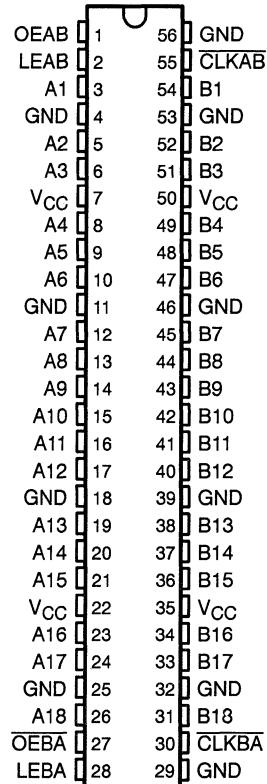 OEAB 1 56 GND
LEAB 2 55 CLKAB
A1 3 54 B1
GND 4 53 GND
A2 5 52 B2
A3 6 51 B3
VCC 7 50 VCC
A4 8 49 B4
A5 9 48 B5
A6 10 47 B6
GND 11 46 GND
A7 12 45 B7
A8 13 44 B8
A9 14 43 B9
A10 15 42 B10
A11 16 41 B11
A12 17 40 B12
GND 18 39 GND
A13 19 38 B13
A14 20 37 B14
A15 21 36 B15
VCC 22 35 VCC
A16 23 34 B16
A17 24 33 B17
GND 25 32 GND
A18 26 31 B18
OEBA 27 30 CLKBA
LEBA 28 29 GND